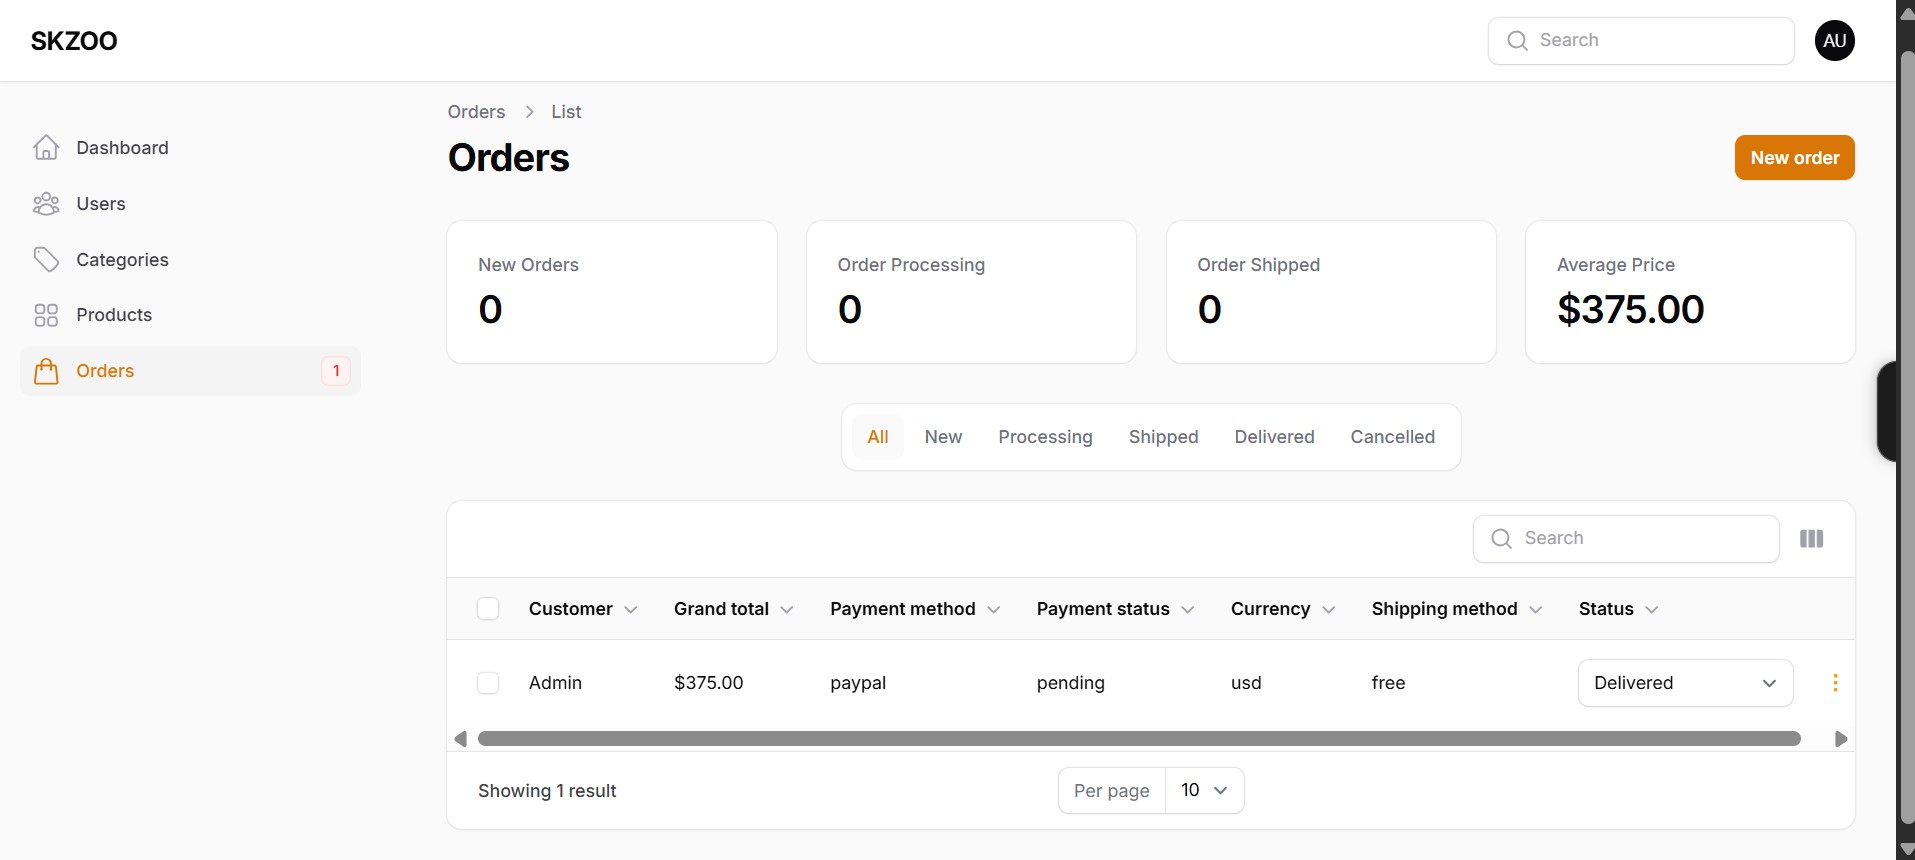 SKZOO
Search
AU
Dashboard
Users
Categories
Products
Orders 1
Orders > List
Orders
New order
New Orders
0
Order Processing
0
Order Shipped
0
Average Price
$375.00
All New Processing Shipped Delivered Cancelled
Search
Customer Grand total Payment method Payment status Currency Shipping method Status
Admin $375.00 paypal pending usd free Delivered
Showing 1 result
Per page 10